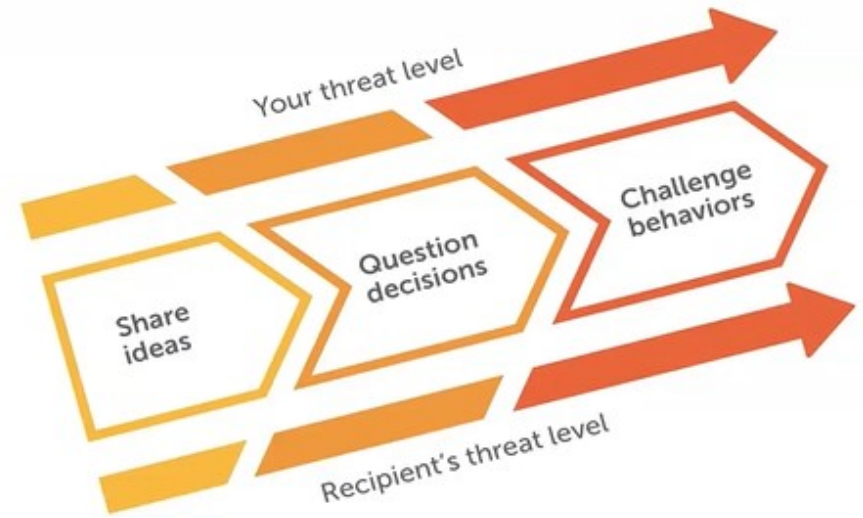 Your threat level
Share
ideas
Question
decisions
Challenge
behaviors
Recipient's threat level